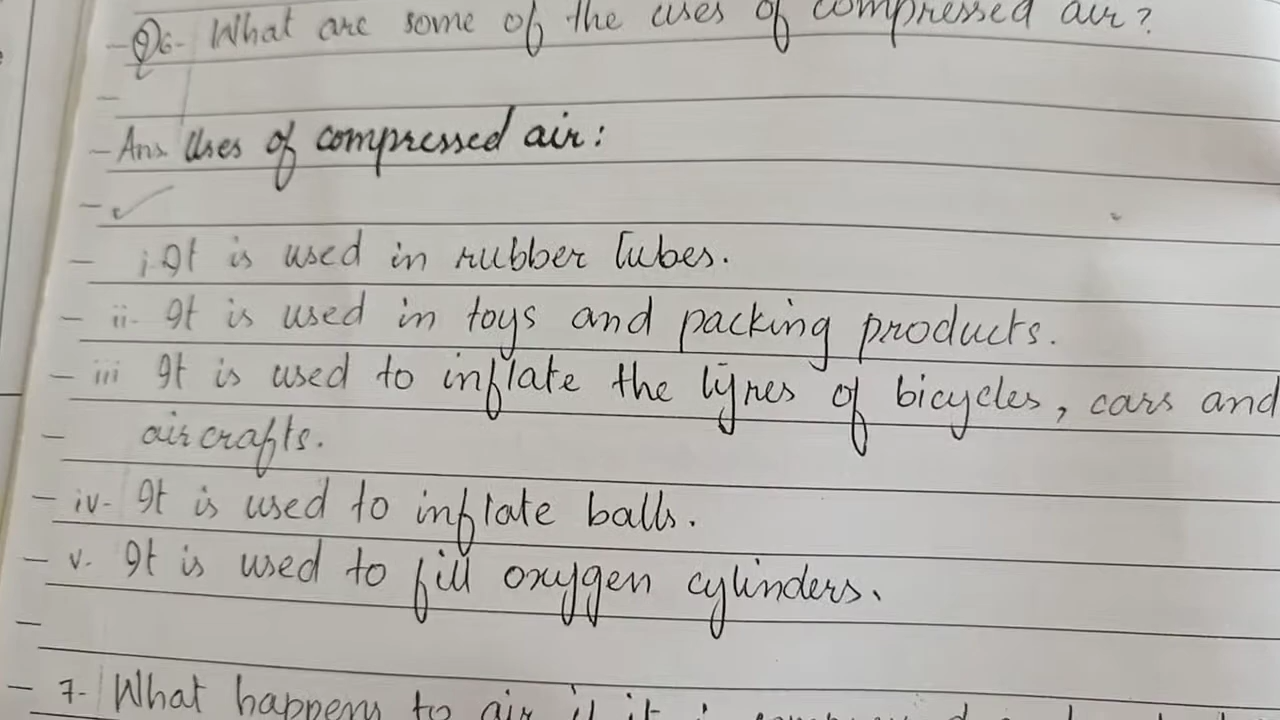 Q6- What are some of the uses of compressed air?
Ans. Uses of compressed air:
i. It is used in rubber tubes.
ii- It is used in toys and packing products.
iii It is used to inflate the tyres of bicycles, cars and
aircrafts.
iv- It is used to inflate balls.
v. It is used to fill oxygen cylinders.
7- What happens to air if it